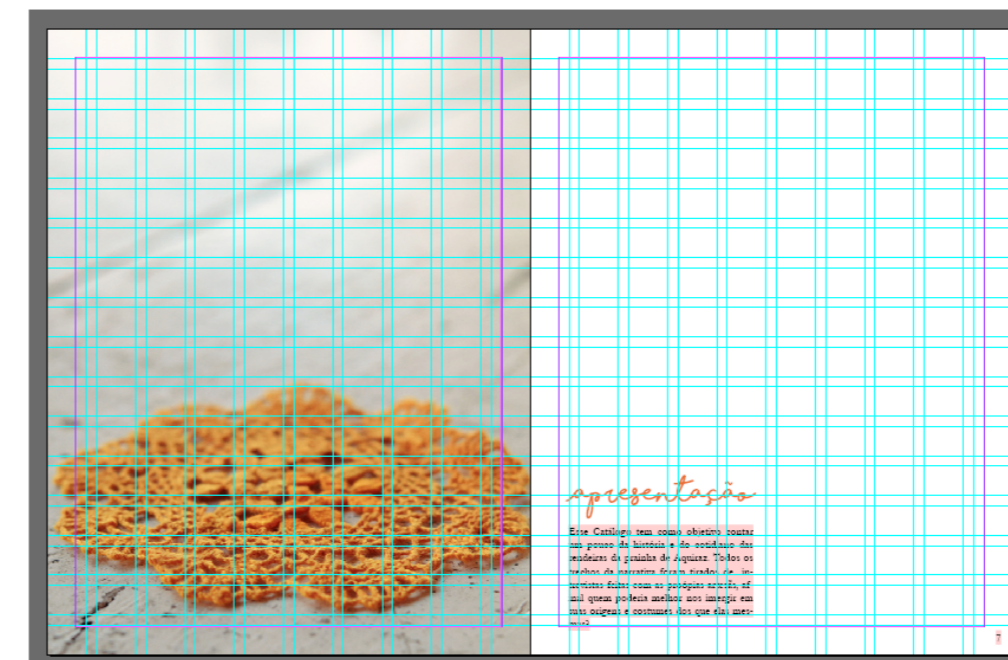 apresentação
Esse Catálogo tem como objetivo contar
um pouco da história e do cotidiano das
rendeiras da prainha de Aquiraz. Todos os
trechos da narrativa foram tirados de in-
trevistas feitas com as próprias artesãs, af-
inal quem poderia melhor nos imergir em
suas origens e costumes dos que elas mes-
mas?
7